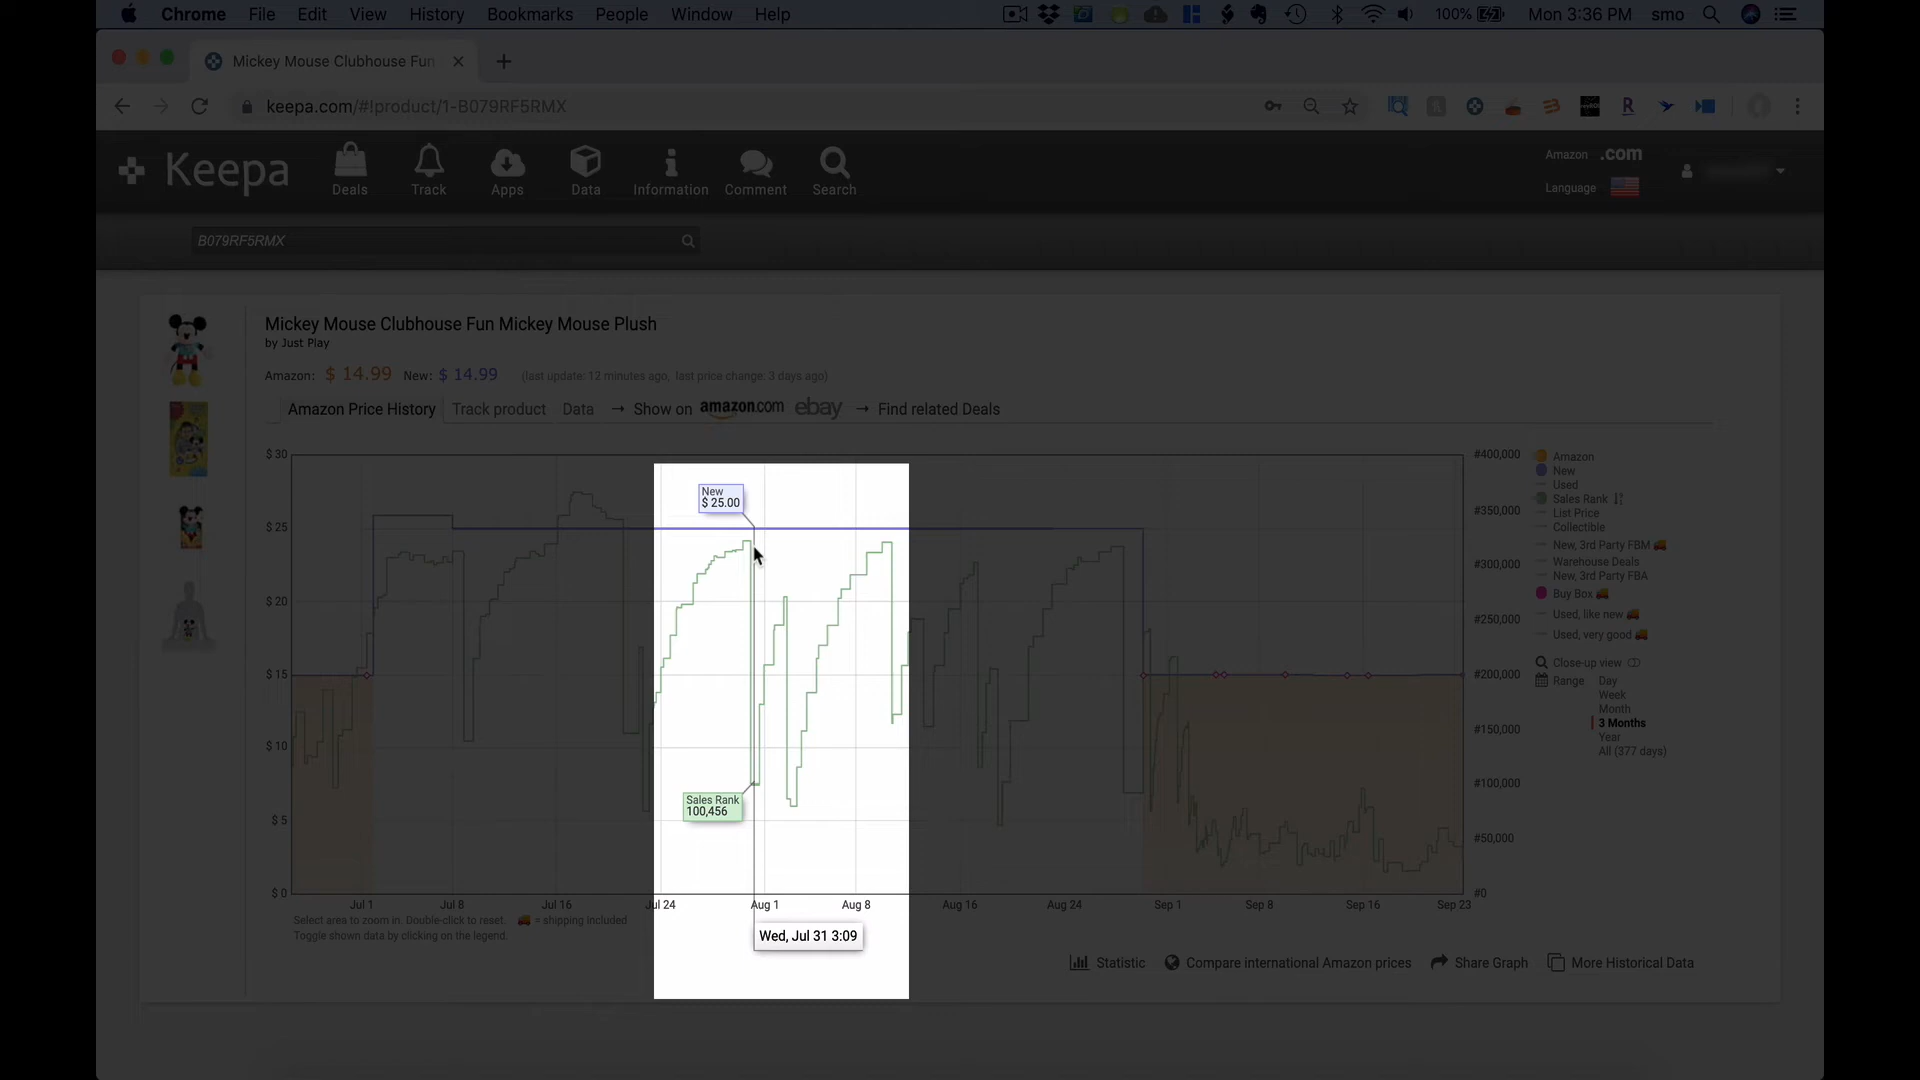 Chrome File Edit View History Bookmarks People Window Help 100% Mon 3:36 PM smo
Mickey Mouse Clubhouse Fun
keepa.com/#!product/1-B079RF5RMX
Keepa
Deals
Track
Apps
Data
Information
Comment
Search
Amazon .com
Language
B079RF5RMX
Mickey Mouse Clubhouse Fun Mickey Mouse Plush
by Just Play
Amazon: $ 14.99 New: $ 14.99 (last update: 12 minutes ago, last price change: 3 days ago)
Amazon Price History Track product Data → Show on amazon.com ebay → Find related Deals
$ 30
$ 25
$ 20
$ 15
$ 10
$ 5
$ 0
New
$ 25.00
Sales Rank
100,456
#400,000
#350,000
#300,000
#250,000
#200,000
#150,000
#100,000
#50,000
#0
Amazon
New
Used
Sales Rank
List Price
Collectible
New, 3rd Party FBM
Warehouse Deals
New, 3rd Party FBA
Buy Box
Used, like new
Used, very good
Close-up view
Range
Day
Week
Month
3 Months
Year
All (377 days)
Jul 1 Jul 8 Jul 16 Jul 24 Aug 1 Aug 8 Aug 16 Aug 24 Sep 1 Sep 8 Sep 16 Sep 23
Select area to zoom in. Double-click to reset. = shipping included
Toggle shown data by clicking on the legend.
Wed, Jul 31 3:09
Statistic Compare international Amazon prices Share Graph More Historical Data